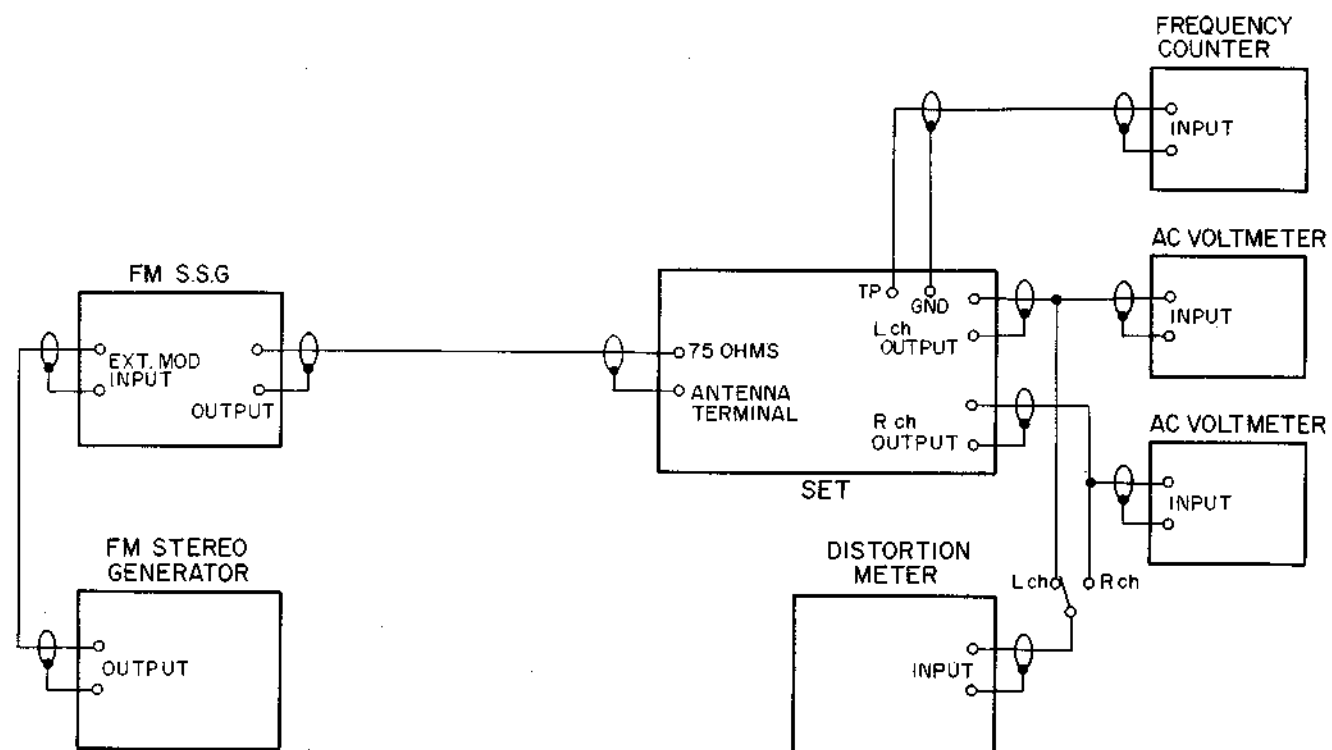 FREQUENCY
COUNTER
INPUT
AC VOLTMETER
INPUT
FM S.S.G
EXT. MOD
INPUT
OUTPUT
75 OHMS
ANTENNA
TERMINAL
TP
GND
L ch
OUTPUT
R ch
OUTPUT
SET
AC VOLTMETER
INPUT
FM STEREO
GENERATOR
OUTPUT
DISTORTION
METER
INPUT
L ch
R ch